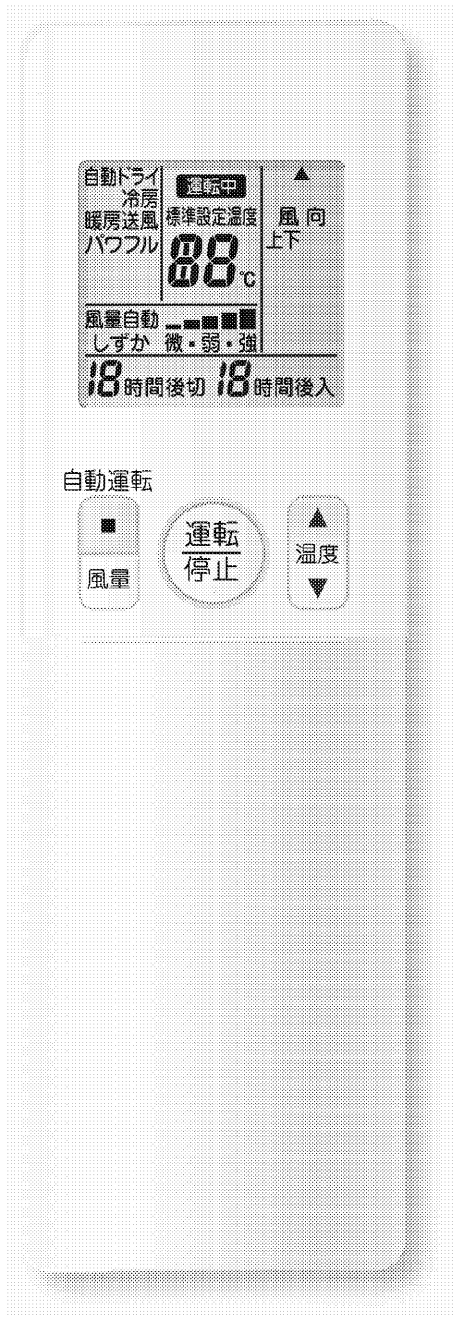 自動ドライ
冷房
暖房送風
パワフル
運転中
標準設定温度
88℃
▲
風向
上下
風量自動
しずか 微・弱・強
18時間後切 18時間後入
自動運転
■
風量
運転
停止
▲
温度
▼